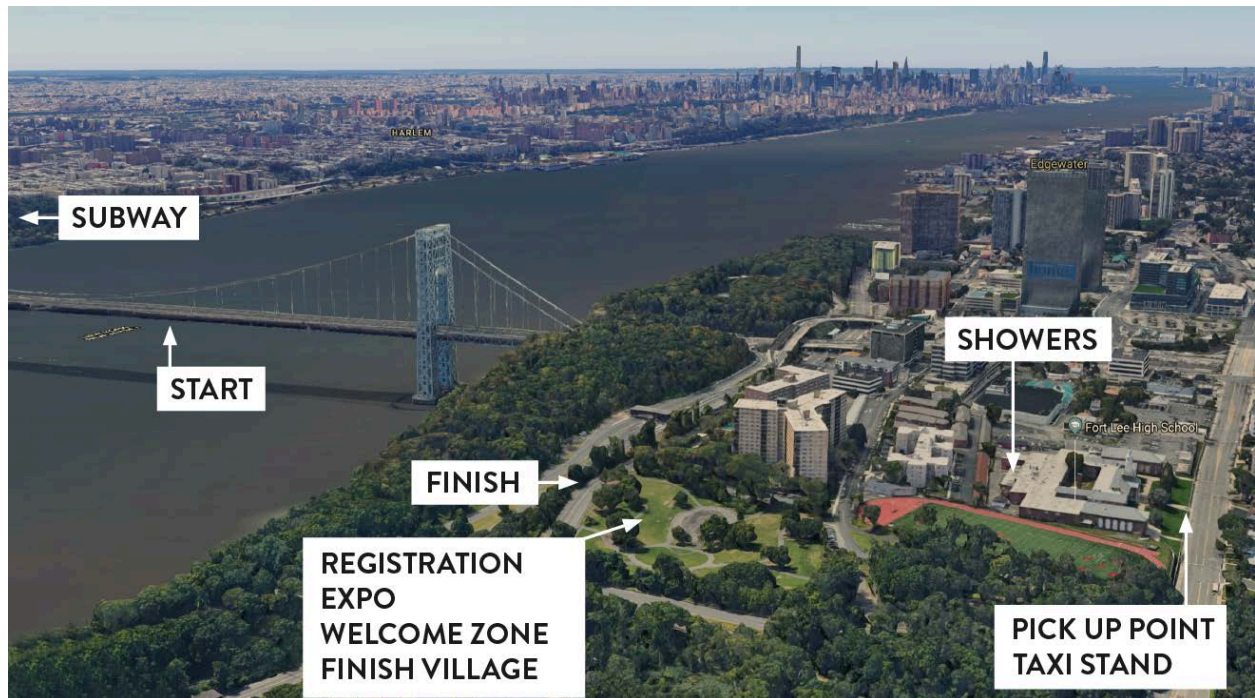 HARLEM
Edgewater
SUBWAY
START
SHOWERS
Fort Lee High School
FINISH
REGISTRATION
EXPO
WELCOME ZONE
FINISH VILLAGE
PICK UP POINT
TAXI STAND